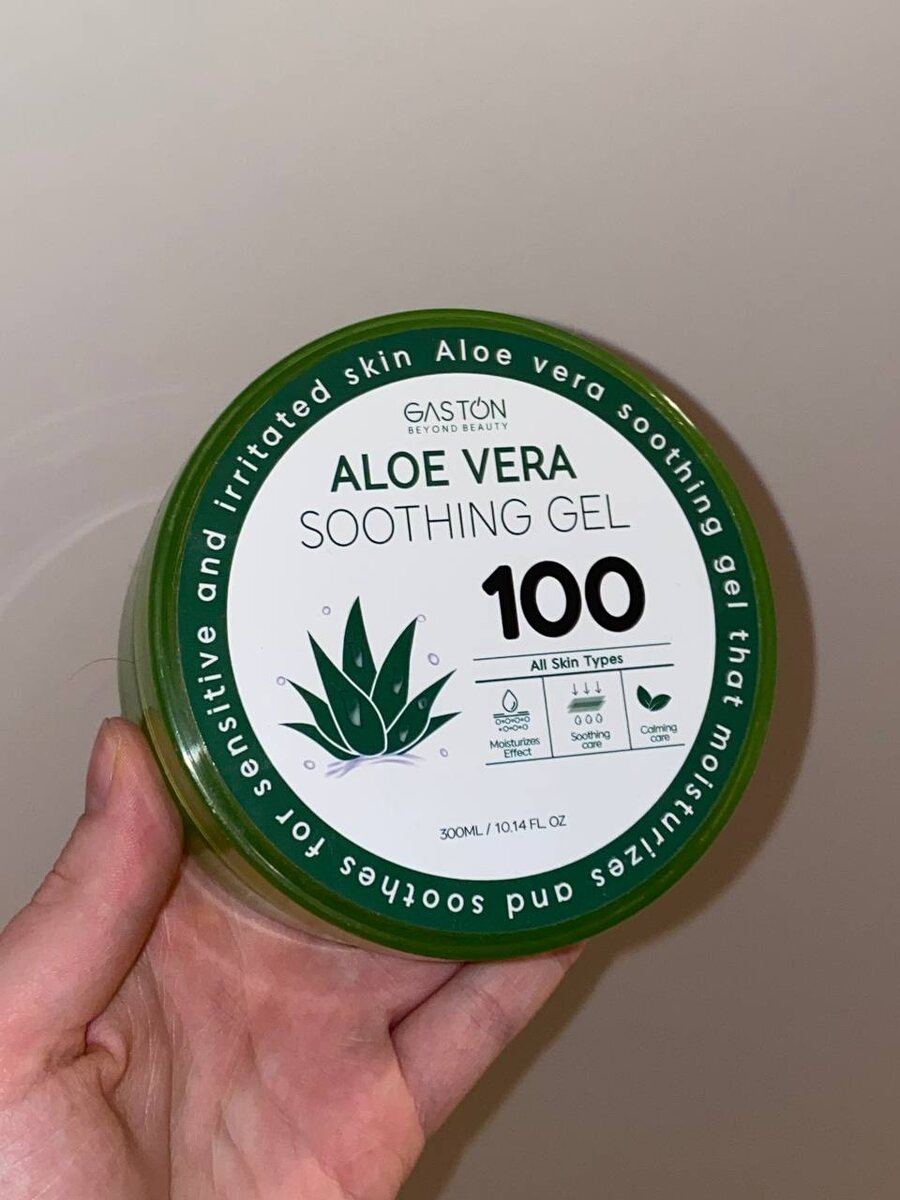 GASTÓN
BEYOND BEAUTY
ALOE VERA
SOOTHING GEL
100
All Skin Types
Moisturizes
Effect
Soothing
care
Calming
care
300ML / 10.14 FL. OZ
Aloe vera soothing gel that moisturizes and soothes for sensitive and irritated skin